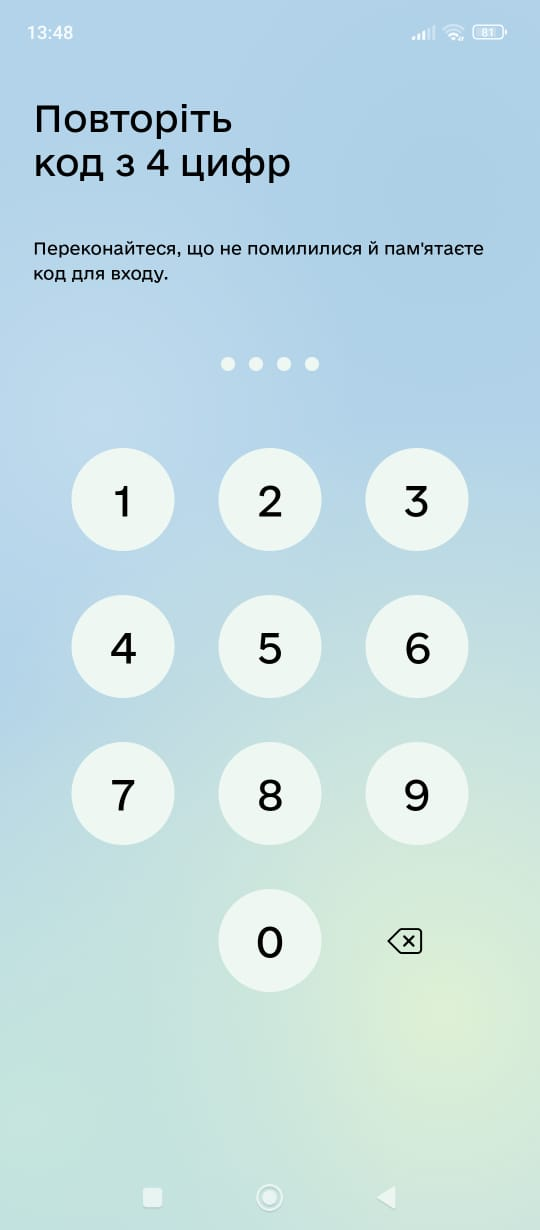 13:48
81
Повторіть
код з 4 цифр
Переконайтеся, що не помилилися й пам'ятаєте
код для входу.
1 2 3
4 5 6
7 8 9
0